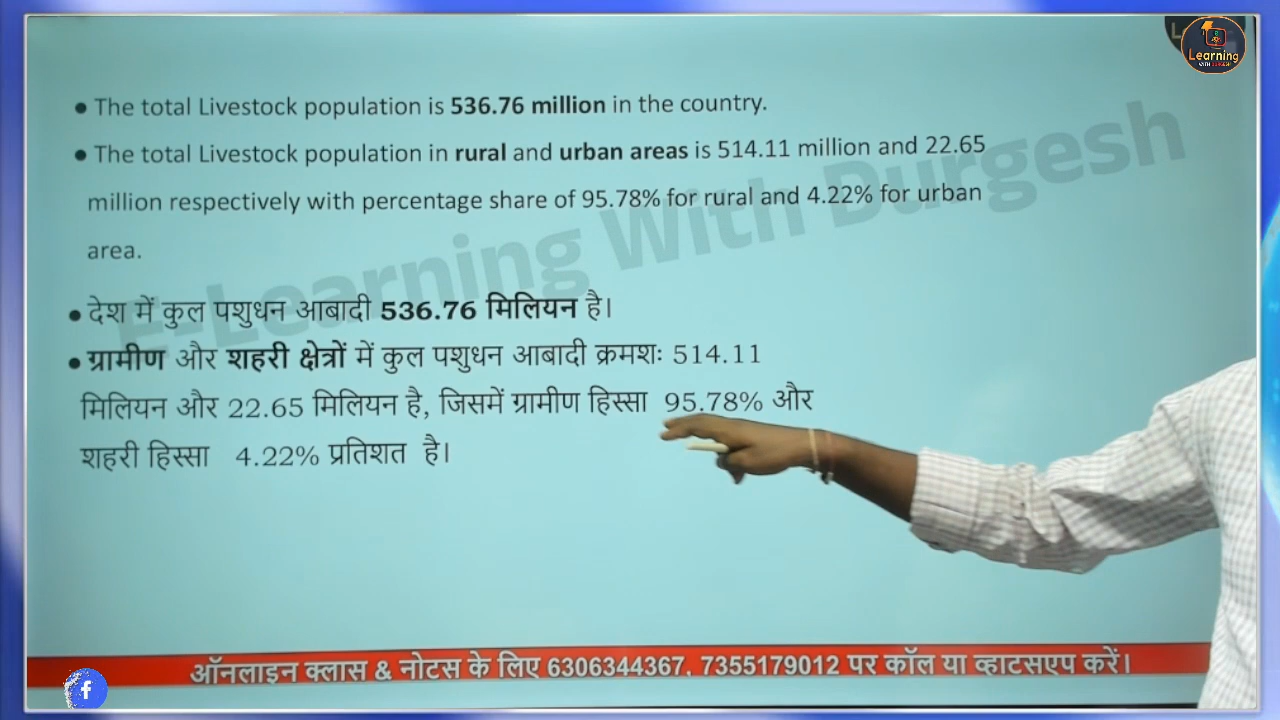 Learning
WITH DURGESH
• The total Livestock population is 536.76 million in the country.
• The total Livestock population in rural and urban areas is 514.11 million and 22.65
million respectively with percentage share of 95.78% for rural and 4.22% for urban
area.
E-Learning With Durgesh
• देश में कुल पशुधन आबादी 536.76 मिलियन है।
• ग्रामीण और शहरी क्षेत्रों में कुल पशुधन आबादी क्रमशः 514.11
मिलियन और 22.65 मिलियन है, जिसमें ग्रामीण हिस्सा 95.78% और
शहरी हिस्सा 4.22% प्रतिशत है।
ऑनलाइन क्लास & नोटस के लिए 6306344367, 7355179012 पर कॉल या व्हाटसएप करें।
f